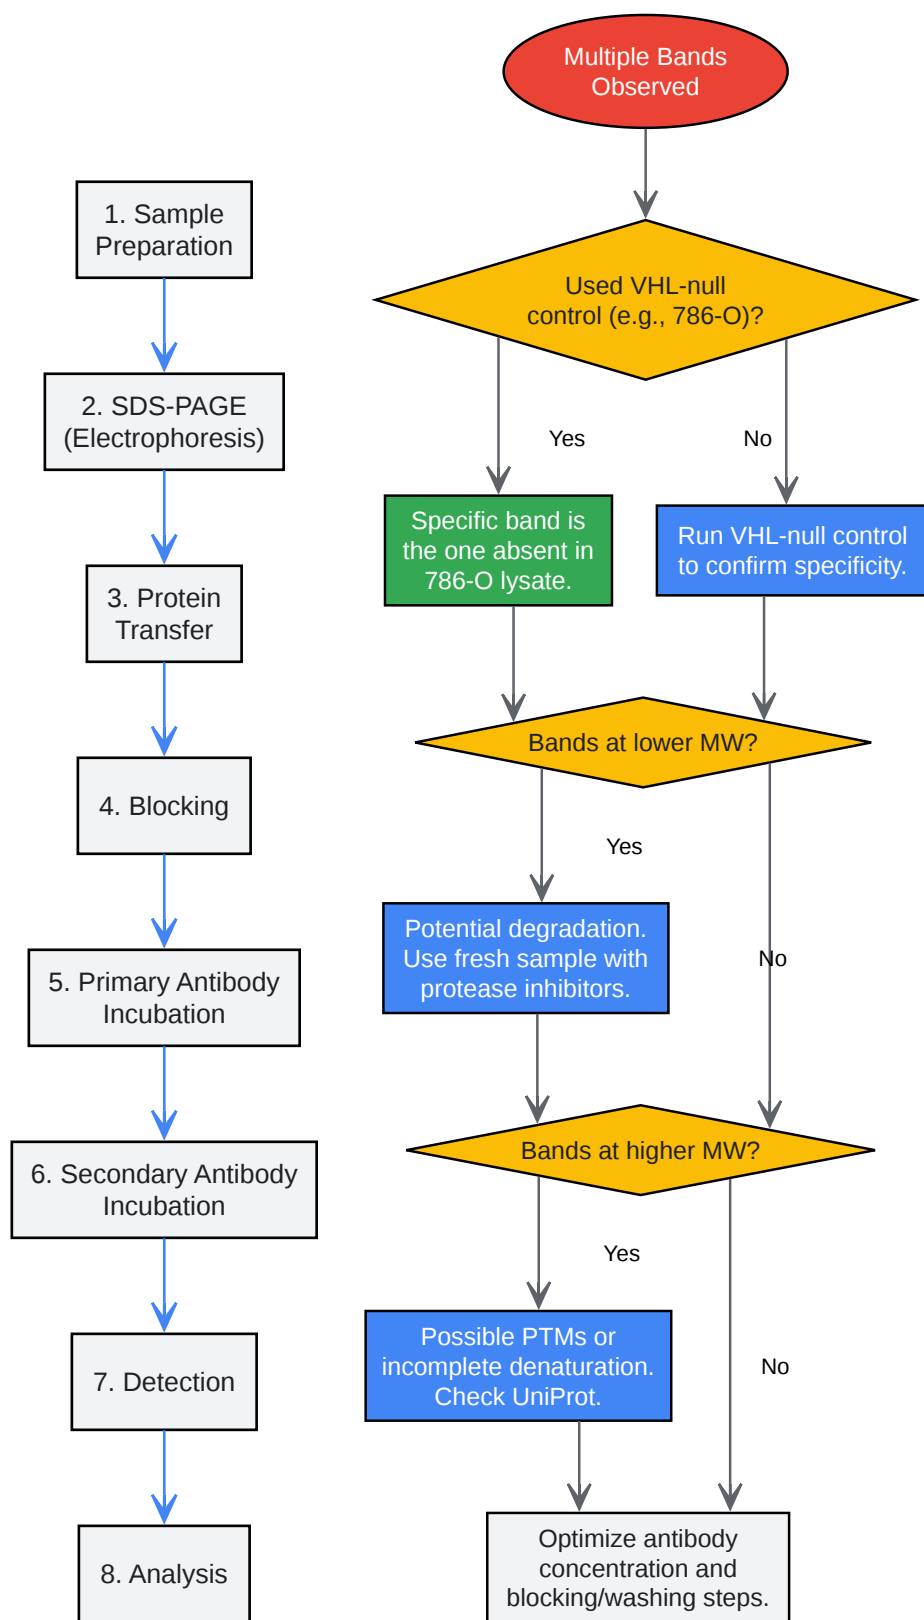 1. Sample
Preparation
2. SDS-PAGE
(Electrophoresis)
3. Protein
Transfer
4. Blocking
5. Primary Antibody
Incubation
6. Secondary Antibody
Incubation
7. Detection
8. Analysis
Multiple Bands
Observed
Used VHL-null
control (e.g., 786-O)?
Yes
No
Specific band is
the one absent in
786-O lysate.
Run VHL-null control
to confirm specificity.
Bands at lower MW?
Yes
No
Potential degradation.
Use fresh sample with
protease inhibitors.
Bands at higher MW?
Yes
No
Possible PTMs or
incomplete denaturation.
Check UniProt.
Optimize antibody
concentration and
blocking/washing steps.